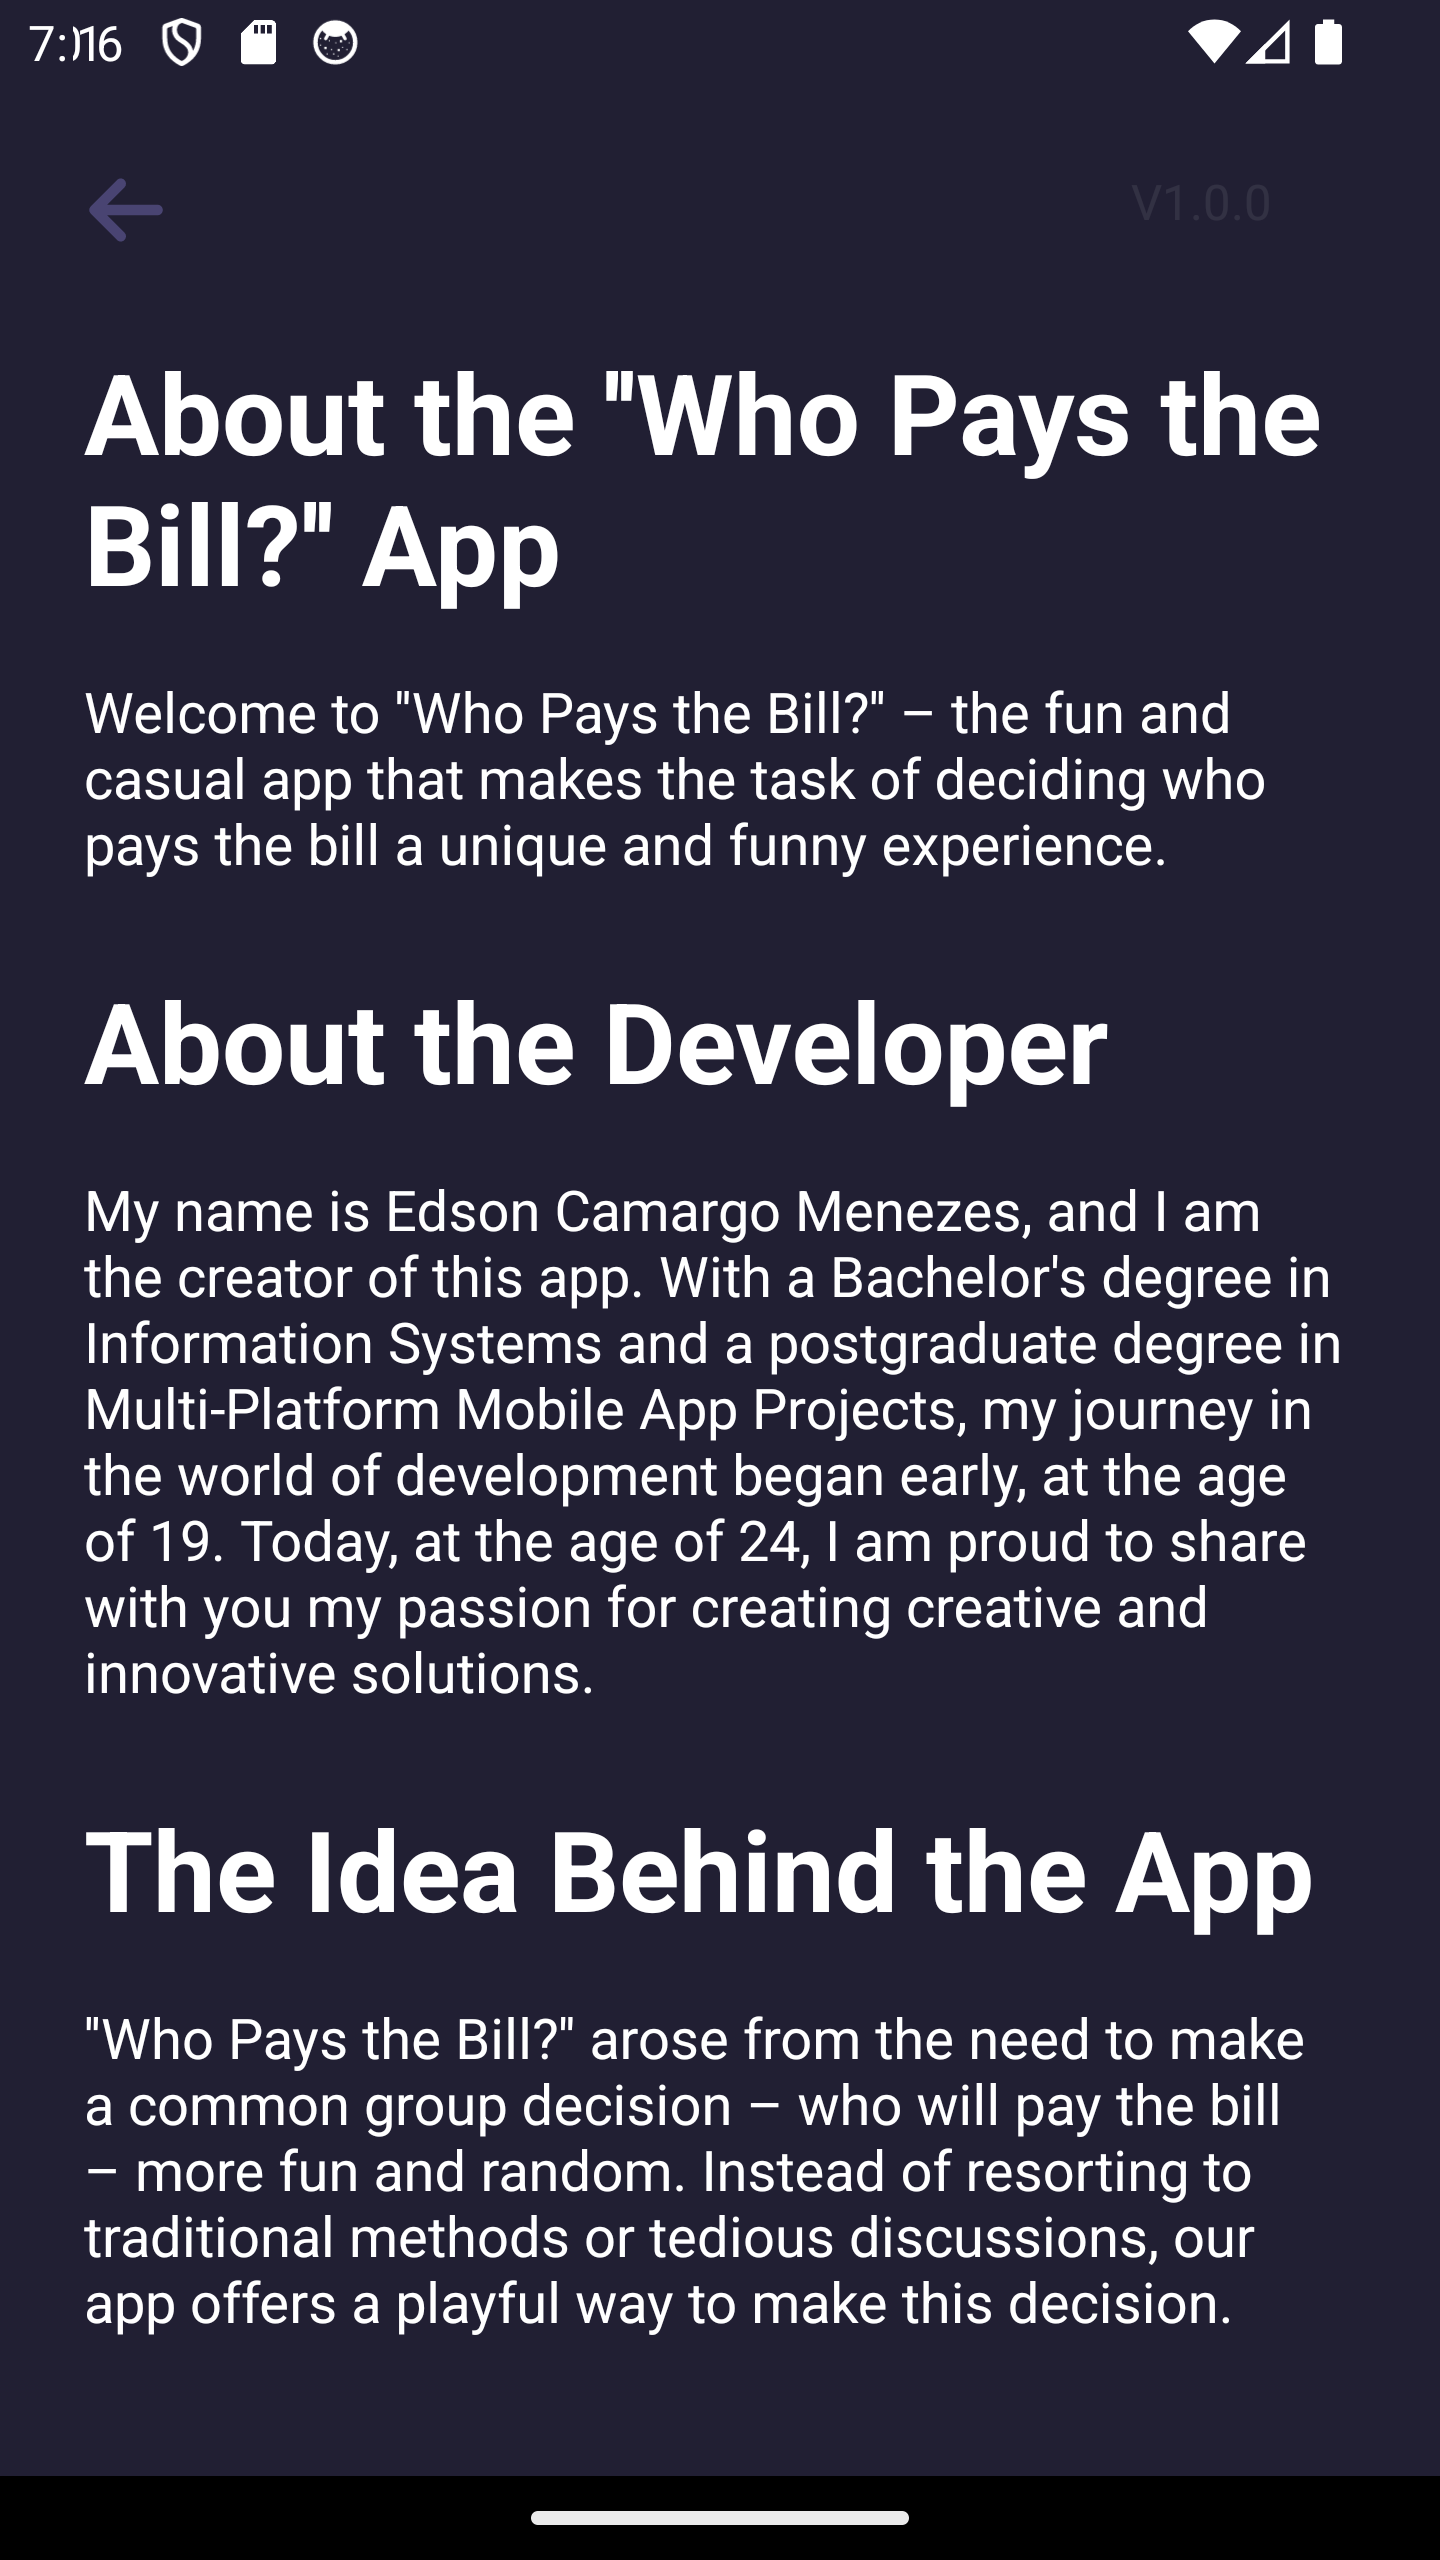 V1.0.0
About the "Who Pays the
Bill?" App
Welcome to "Who Pays the Bill?" – the fun and
casual app that makes the task of deciding who
pays the bill a unique and funny experience.
About the Developer
My name is Edson Camargo Menezes, and I am
the creator of this app. With a Bachelor's degree in
Information Systems and a postgraduate degree in
Multi-Platform Mobile App Projects, my journey in
the world of development began early, at the age
of 19. Today, at the age of 24, I am proud to share
with you my passion for creating creative and
innovative solutions.
The Idea Behind the App
"Who Pays the Bill?" arose from the need to make
a common group decision – who will pay the bill
– more fun and random. Instead of resorting to
traditional methods or tedious discussions, our
app offers a playful way to make this decision.